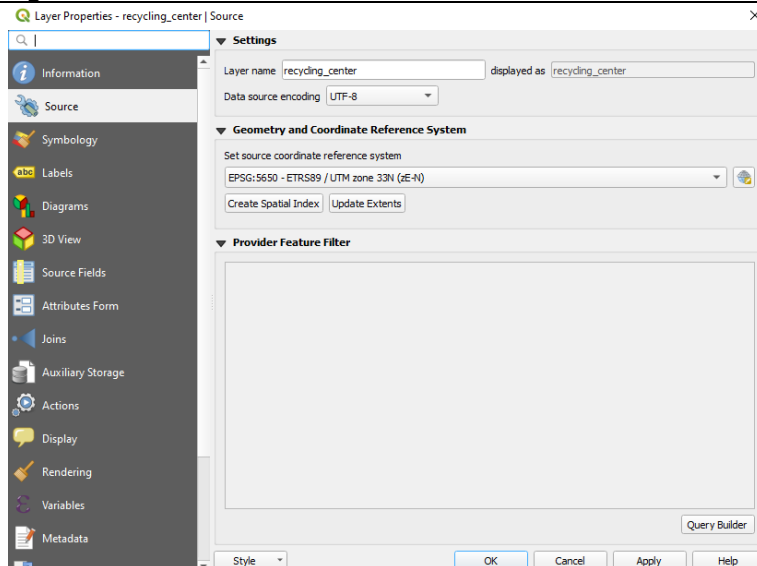 Layer Properties - recycling_center | Source
Information
Source
Symbology
abc Labels
Diagrams
3D View
Source Fields
Attributes Form
Joins
Auxiliary Storage
Actions
Display
Rendering
Variables
Metadata
Settings
Layer name recycling_center displayed as recycling_center
Data source encoding UTF-8
Geometry and Coordinate Reference System
Set source coordinate reference system
EPSG:5650 - ETRS89 / UTM zone 33N (zE-N)
Create Spatial Index Update Extents
Provider Feature Filter
Query Builder
Style OK Cancel Apply Help